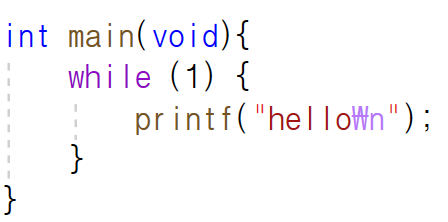 int main(void){
while (1) {
printf("hello₩n");
}
}